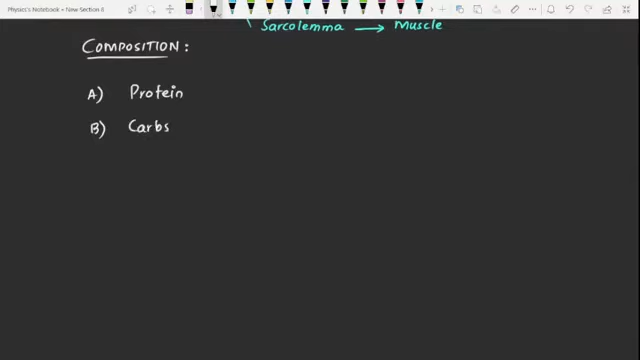 Physics's Notebook • New Section 6
Sarcolemma → Muscle
COMPOSITION :
A) Protein
B) Carbs